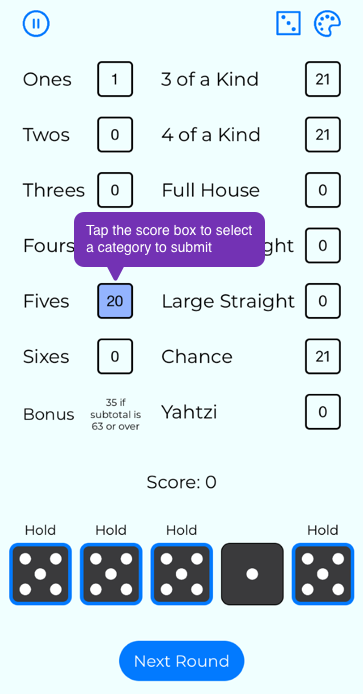 Ones 1 3 of a Kind 21
Twos 0 4 of a Kind 21
Threes 0 Full House 0
Tap the score box to select
a category to submit
Fours ght 0
Fives 20 Large Straight 0
Sixes 0 Chance 21
Bonus 35 if
subtotal is
63 or over
Yahtzi 0
Score: 0
Hold Hold Hold Hold
Next Round